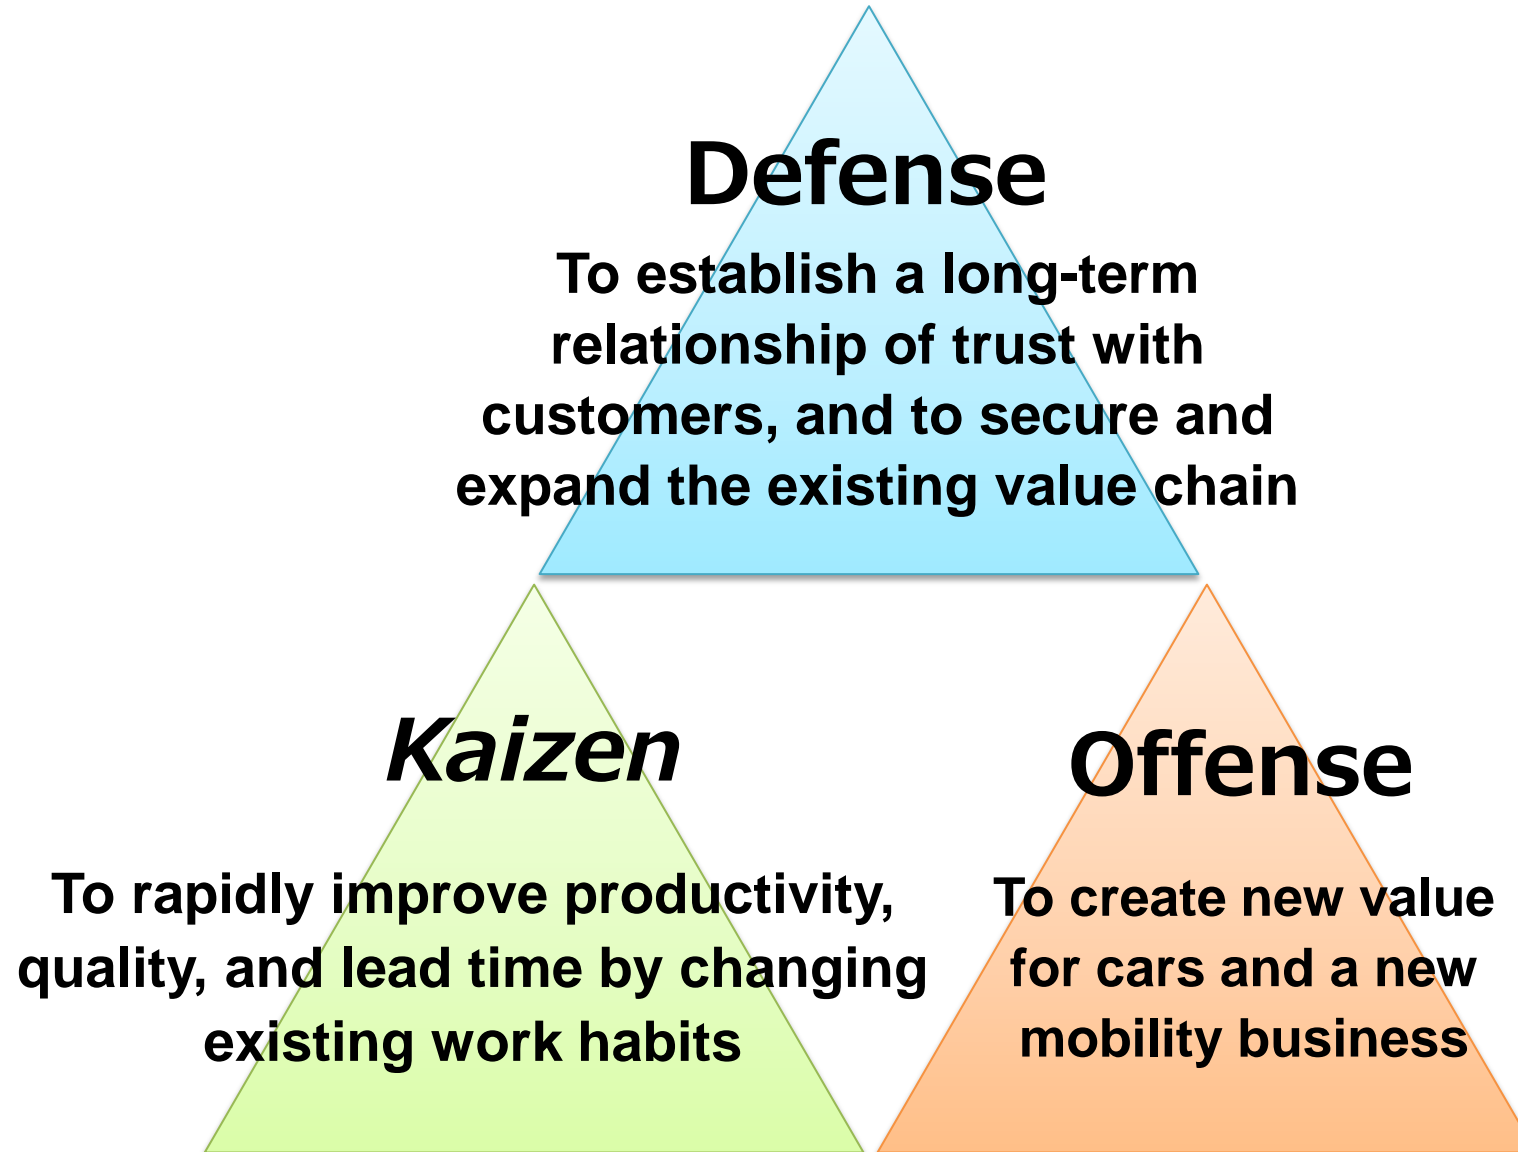 Defense
To establish a long-term
relationship of trust with
customers, and to secure and
expand the existing value chain
Kaizen
To rapidly improve productivity,
quality, and lead time by changing
existing work habits
Offense
To create new value
for cars and a new
mobility business